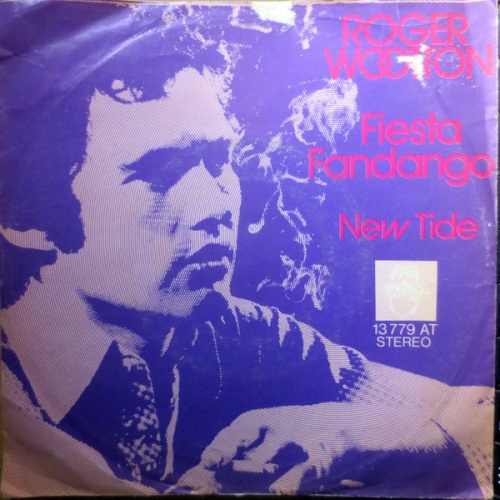 ROGER
WOOTTON
Fiesta
Fandango
New Tide
13 779 AT
STEREO